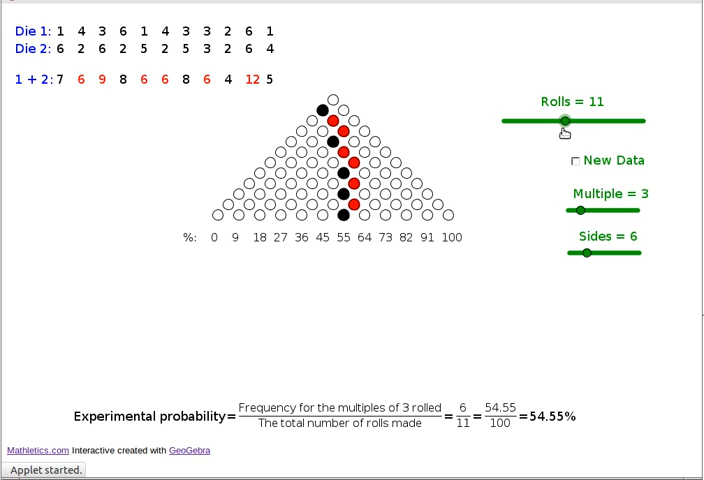 Die 1: 1 4 3 6 1 4 3 3 2 6 1
Die 2: 6 2 6 2 5 2 5 3 2 6 4
1 + 2: 7 6 9 8 6 6 8 6 4 12 5
Rolls = 11
New Data
Multiple = 3
Sides = 6
%: 0 9 18 27 36 45 55 64 73 82 91 100
Experimental probability= Frequency for the multiples of 3 rolled / The total number of rolls made = 6/11 = 54.55/100 =54.55%
Mathletics.com Interactive created with GeoGebra
Applet started.